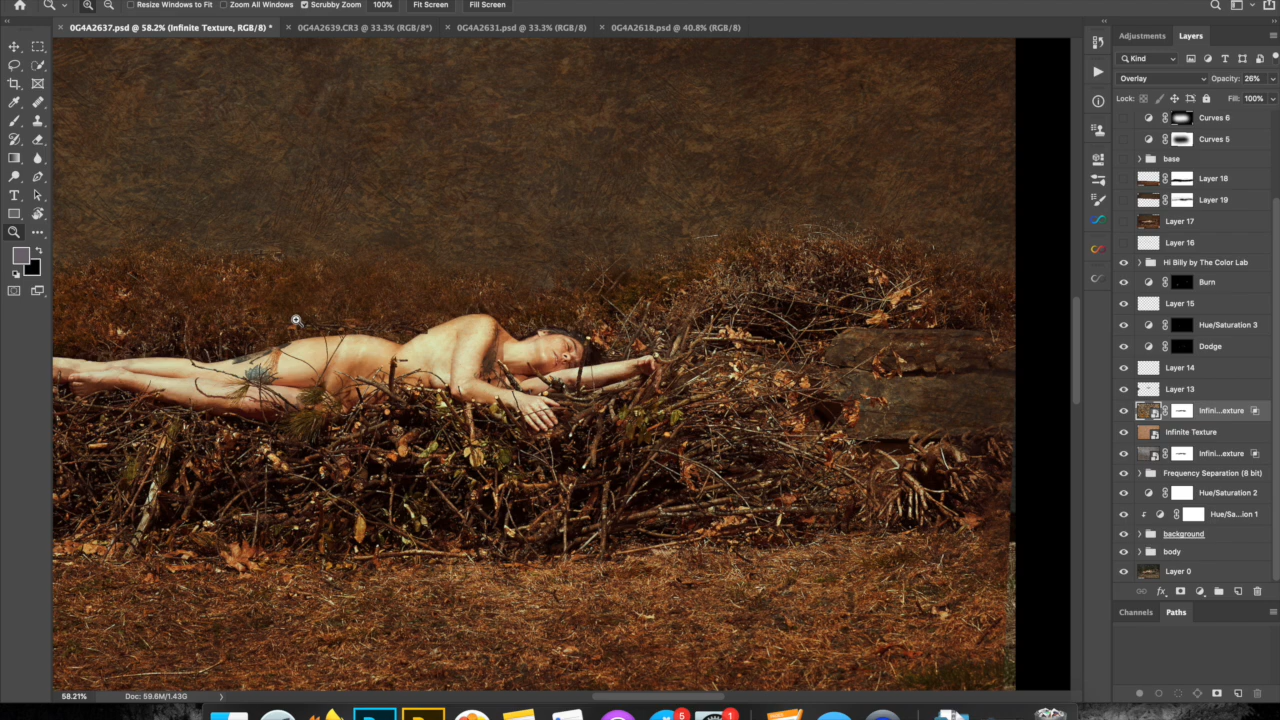 Resize Windows to Fit Zoom All Windows Scrubby Zoom 100% Fit Screen Fill Screen
0G4A2637.psd @ 58.2% (Infinite Texture, RGB/8) *
0G4A2639.CR3 @ 33.3% (RGB/8*)
0G4A2631.psd @ 33.3% (RGB/8)
0G4A2618.psd @ 40.8% (RGB/8)
Adjustments Layers
Kind
Overlay Opacity: 26%
Lock: Fill: 100%
Curves 6
Curves 5
base
Layer 18
Layer 19
Layer 17
Layer 16
Hi Billy by The Color Lab
Burn
Layer 15
Hue/Saturation 3
Dodge
Layer 14
Layer 13
Infini...exture
Infinite Texture
Infini...exture
Frequency Separation (8 bit)
Hue/Saturation 2
Hue/Sa...ion 1
background
body
Layer 0
fx
Channels Paths
58.21% Doc: 59.6M/1.43G
5
1